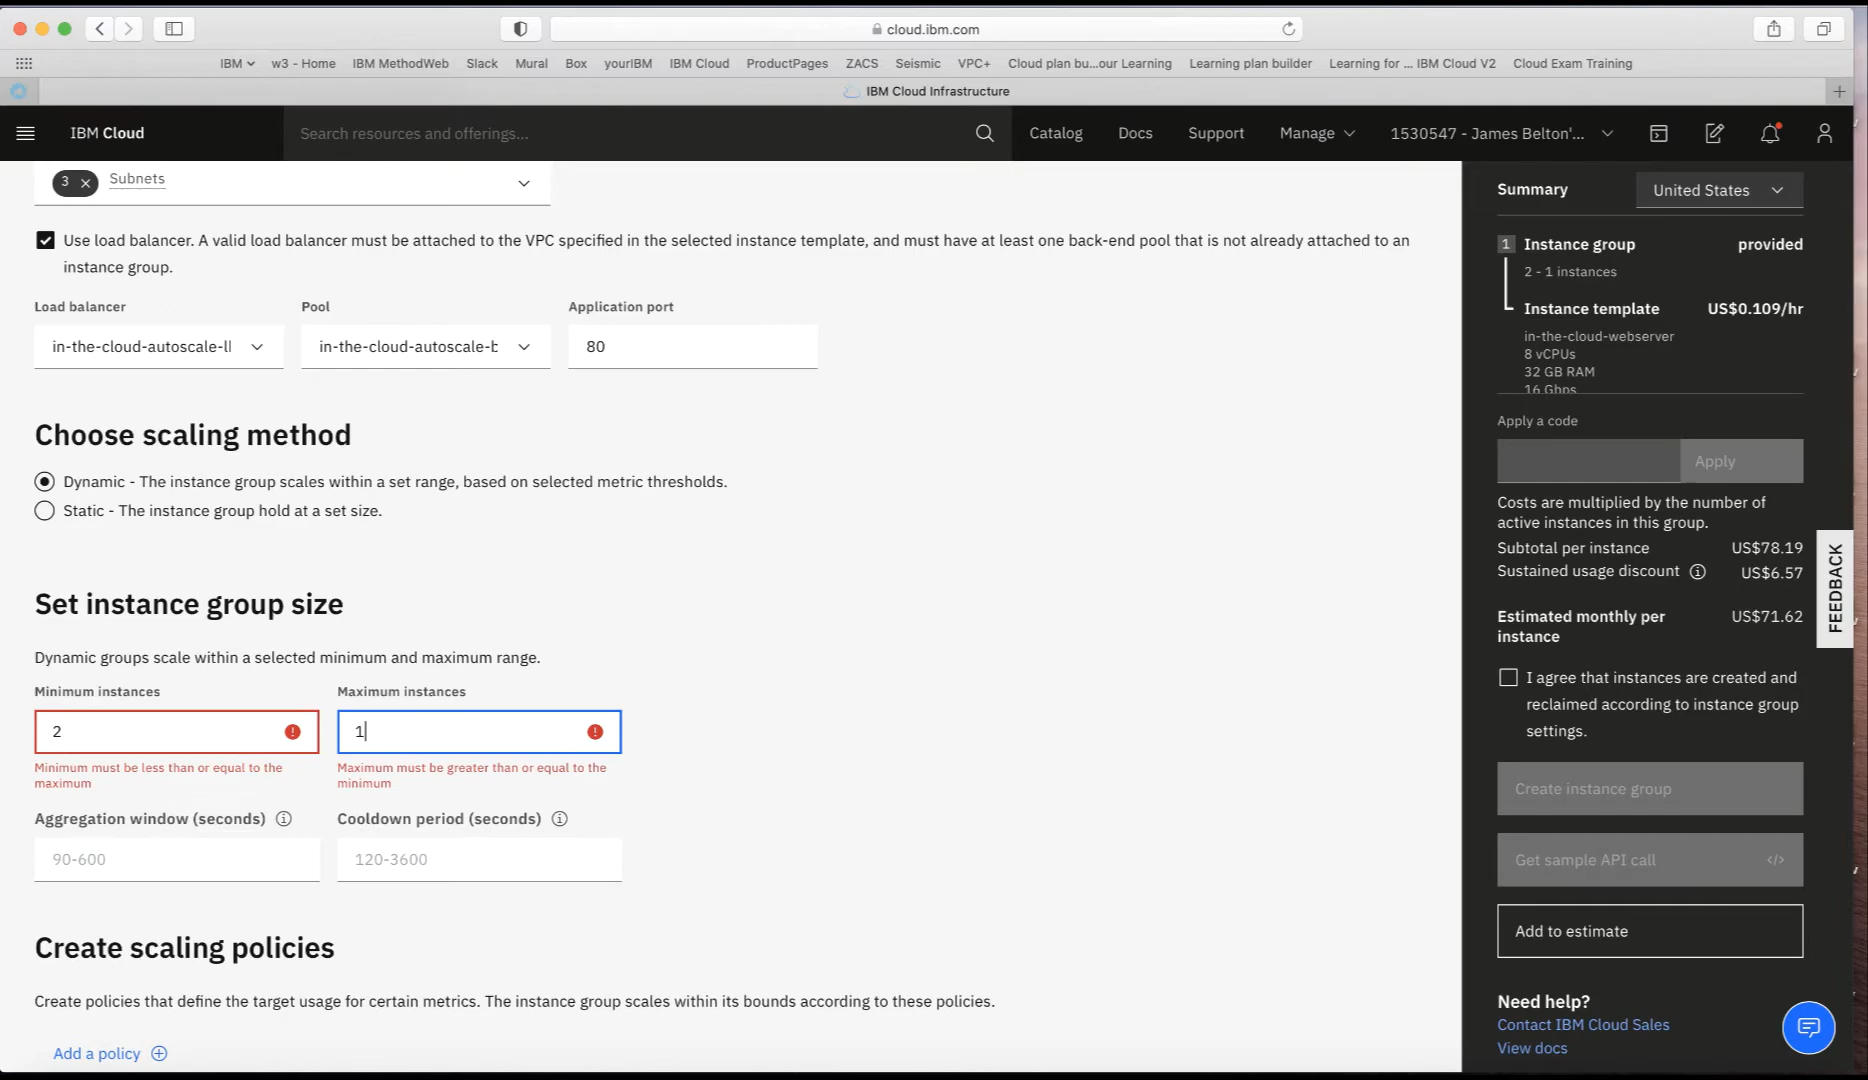 cloud.ibm.com
IBM
w3 - Home
IBM MethodWeb
Slack
Mural
Box
yourIBM
IBM Cloud
ProductPages
ZACS
Seismic
VPC+
Cloud plan bu...our Learning
Learning plan builder
Learning for ... IBM Cloud V2
Cloud Exam Training
IBM Cloud Infrastructure
IBM Cloud
Search resources and offerings...
Catalog
Docs
Support
Manage
1530547 - James Belton'...
3 Subnets
Use load balancer. A valid load balancer must be attached to the VPC specified in the selected instance template, and must have at least one back-end pool that is not already attached to an
instance group.
Load balancer
Pool
Application port
in-the-cloud-autoscale-
in-the-cloud-autoscale-
80
Choose scaling method
Dynamic - The instance group scales within a set range, based on selected metric thresholds.
Static - The instance group hold at a set size.
Set instance group size
Dynamic groups scale within a selected minimum and maximum range.
Minimum instances
Maximum instances
2
1
Minimum must be less than or equal to the
maximum
Maximum must be greater than or equal to the
minimum
Aggregation window (seconds)
Cooldown period (seconds)
90-600
120-3600
Create scaling policies
Create policies that define the target usage for certain metrics. The instance group scales within its bounds according to these policies.
Add a policy
Summary
United States
1 Instance group provided
2 - 1 instances
Instance template US$0.109/hr
in-the-cloud-webserver
8 vCPUs
32 GB RAM
16 Gbps
Apply a code
Apply
Costs are multiplied by the number of
active instances in this group.
Subtotal per instance US$78.19
Sustained usage discount US$6.57
Estimated monthly per US$71.62
instance
I agree that instances are created and
reclaimed according to instance group
settings.
Create instance group
Get sample API call </>
Add to estimate
Need help?
Contact IBM Cloud Sales
View docs
FEEDBACK